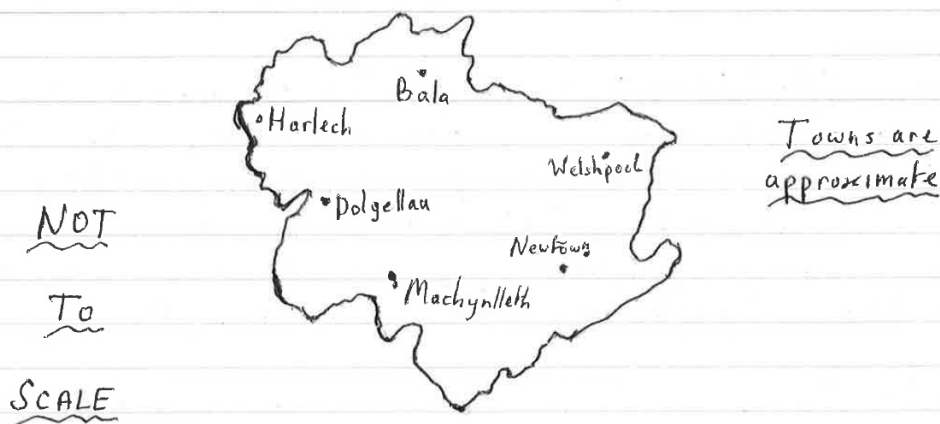 Bala
Harlech
Towns are
approximate
Welshpool
Dolgellau
NOT
Newtown
Machynlleth
To
SCALE